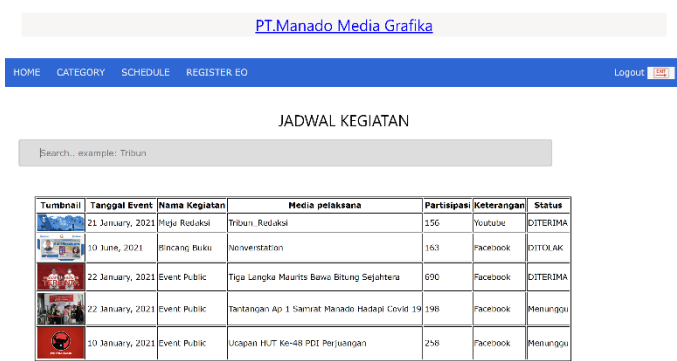 PT.Manado Media Grafika
HOME CATEGORY SCHEDULE REGISTER EO Logout EXIT
JADWAL KEGIATAN
Search.. example: Tribun
Tumbnail Tanggal Event Nama Kegiatan Media pelaksana Partisipasi Keterangan Status
21 January, 2021 Meja Redaksi Tribun_Redaksi 156 Youtube DITERIMA
10 June, 2021 Bincang Buku Nonverstation 163 Facebook DITOLAK
22 January, 2021 Event Public Tiga Langka Maurits Bawa Bitung Sejahtera 690 Facebook DITERIMA
22 January, 2021 Event Public Tantangan Ap 1 Samrat Manado Hadapi Covid 19 198 Facebook Menunggu
10 January, 2021 Event Public Ucapan HUT Ke-48 PDI Perjuangan 258 Facebook Menunggu